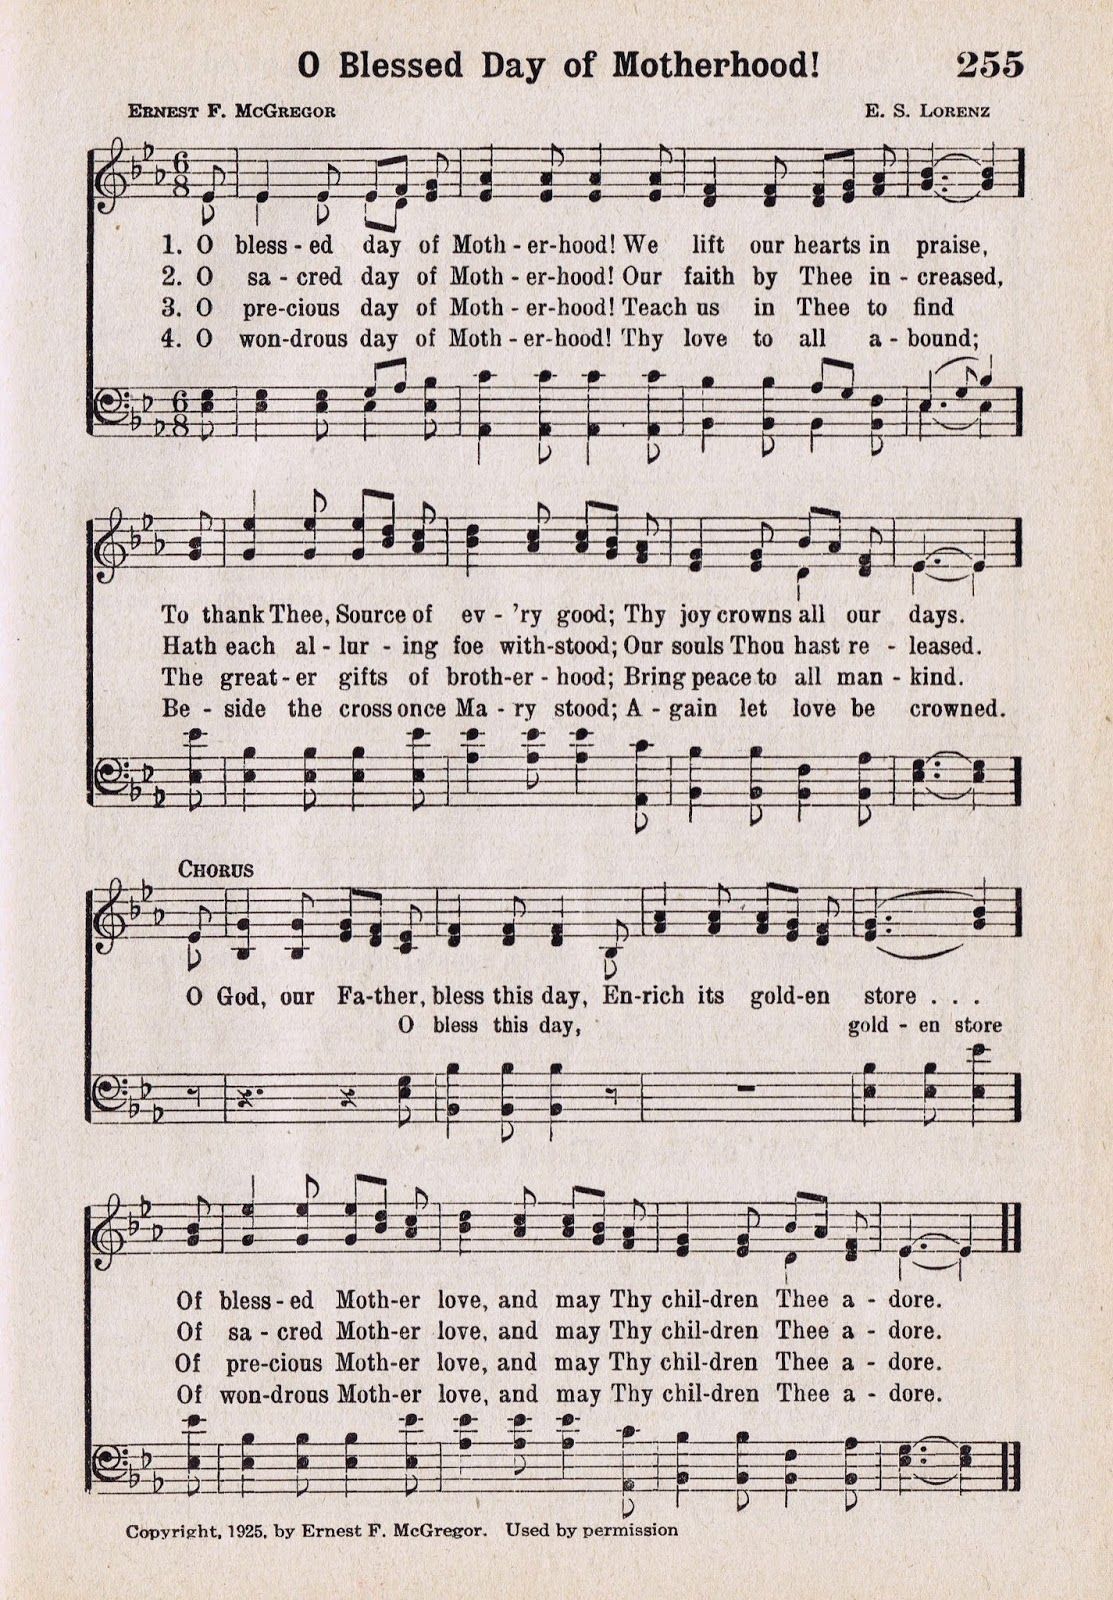 O Blessed Day of Motherhood! 255
ERNEST F. MCGREGOR E. S. LORENZ
6 8
1. O bless - ed day of Moth - er-hood! We lift our hearts in praise,
2. O sa - cred day of Moth - er-hood! Our faith by Thee in - creased,
3. O pre-cious day of Moth - er-hood! Teach us in Thee to find
4. O won-drous day of Moth - er-hood! Thy love to all a - bound;
6 8
To thank Thee, Source of ev - 'ry good; Thy joy crowns all our days.
Hath each al - lur - ing foe with-stood; Our souls Thou hast re - leased.
The great-er gifts of broth-er - hood; Bring peace to all man - kind.
Be - side the cross once Ma - ry stood; A - gain let love be crowned.
CHORUS
O God, our Fa-ther, bless this day, En-rich its gold-en store . . .
O bless this day, gold - en store
Of bless - ed Moth-er love, and may Thy chil-dren Thee a - dore.
Of sa - cred Moth-er love, and may Thy chil-dren Thee a - dore.
Of pre-cious Moth-er love, and may Thy chil-dren Thee a - dore.
Of won-drous Moth-er love, and may Thy chil-dren Thee a - dore.
Copyright, 1925, by Ernest F. McGregor. Used by permission